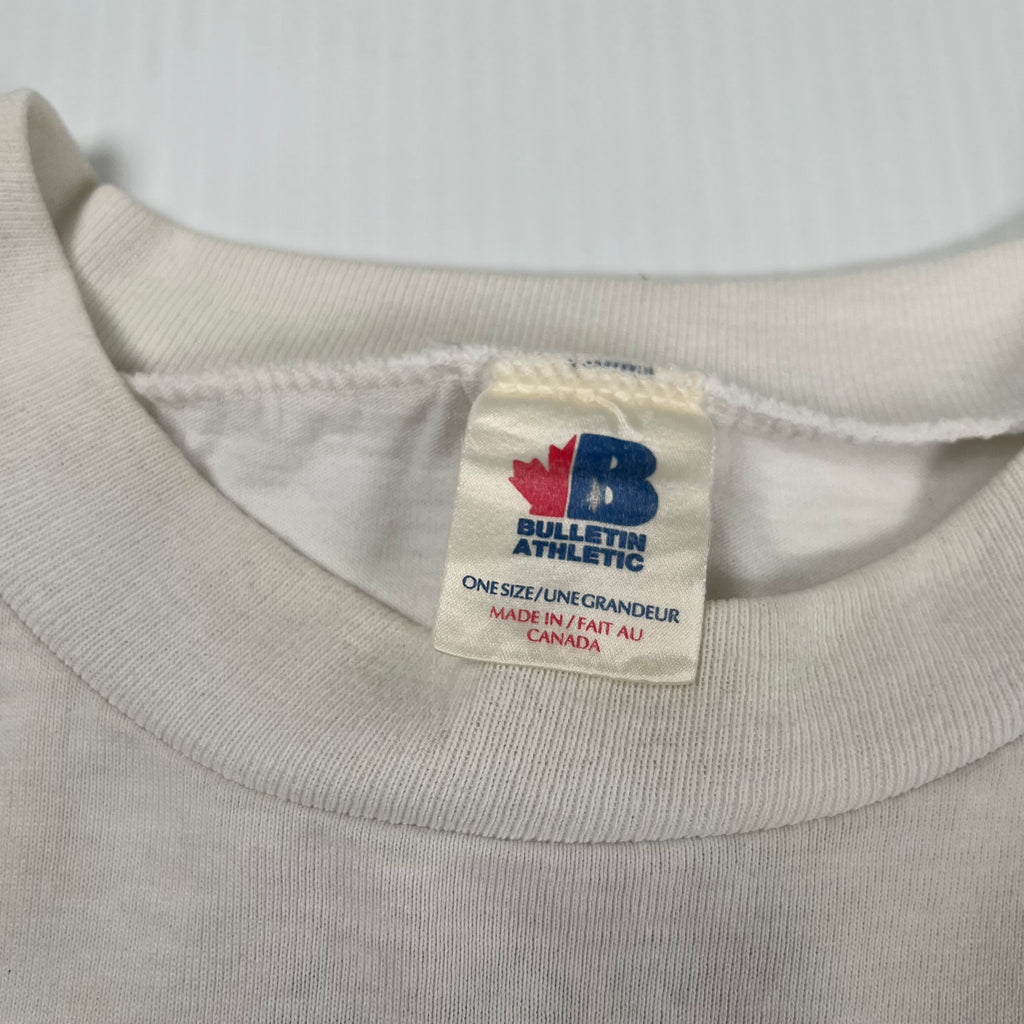 B
BULLETIN
ATHLETIC
ONE SIZE/UNE GRANDEUR
MADE IN/FAIT AU
CANADA